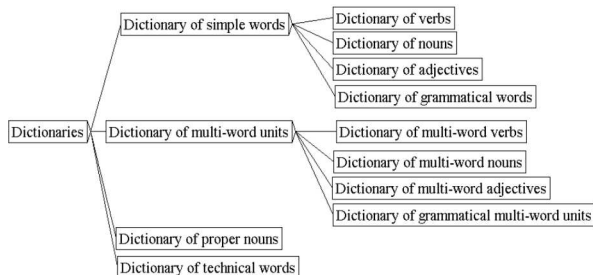 Dictionary of simple words
Dictionary of verbs
Dictionary of nouns
Dictionary of adjectives
Dictionary of grammatical words
Dictionaries
Dictionary of multi-word units
Dictionary of multi-word verbs
Dictionary of multi-word nouns
Dictionary of multi-word adjectives
Dictionary of grammatical multi-word units
Dictionary of proper nouns
Dictionary of technical words